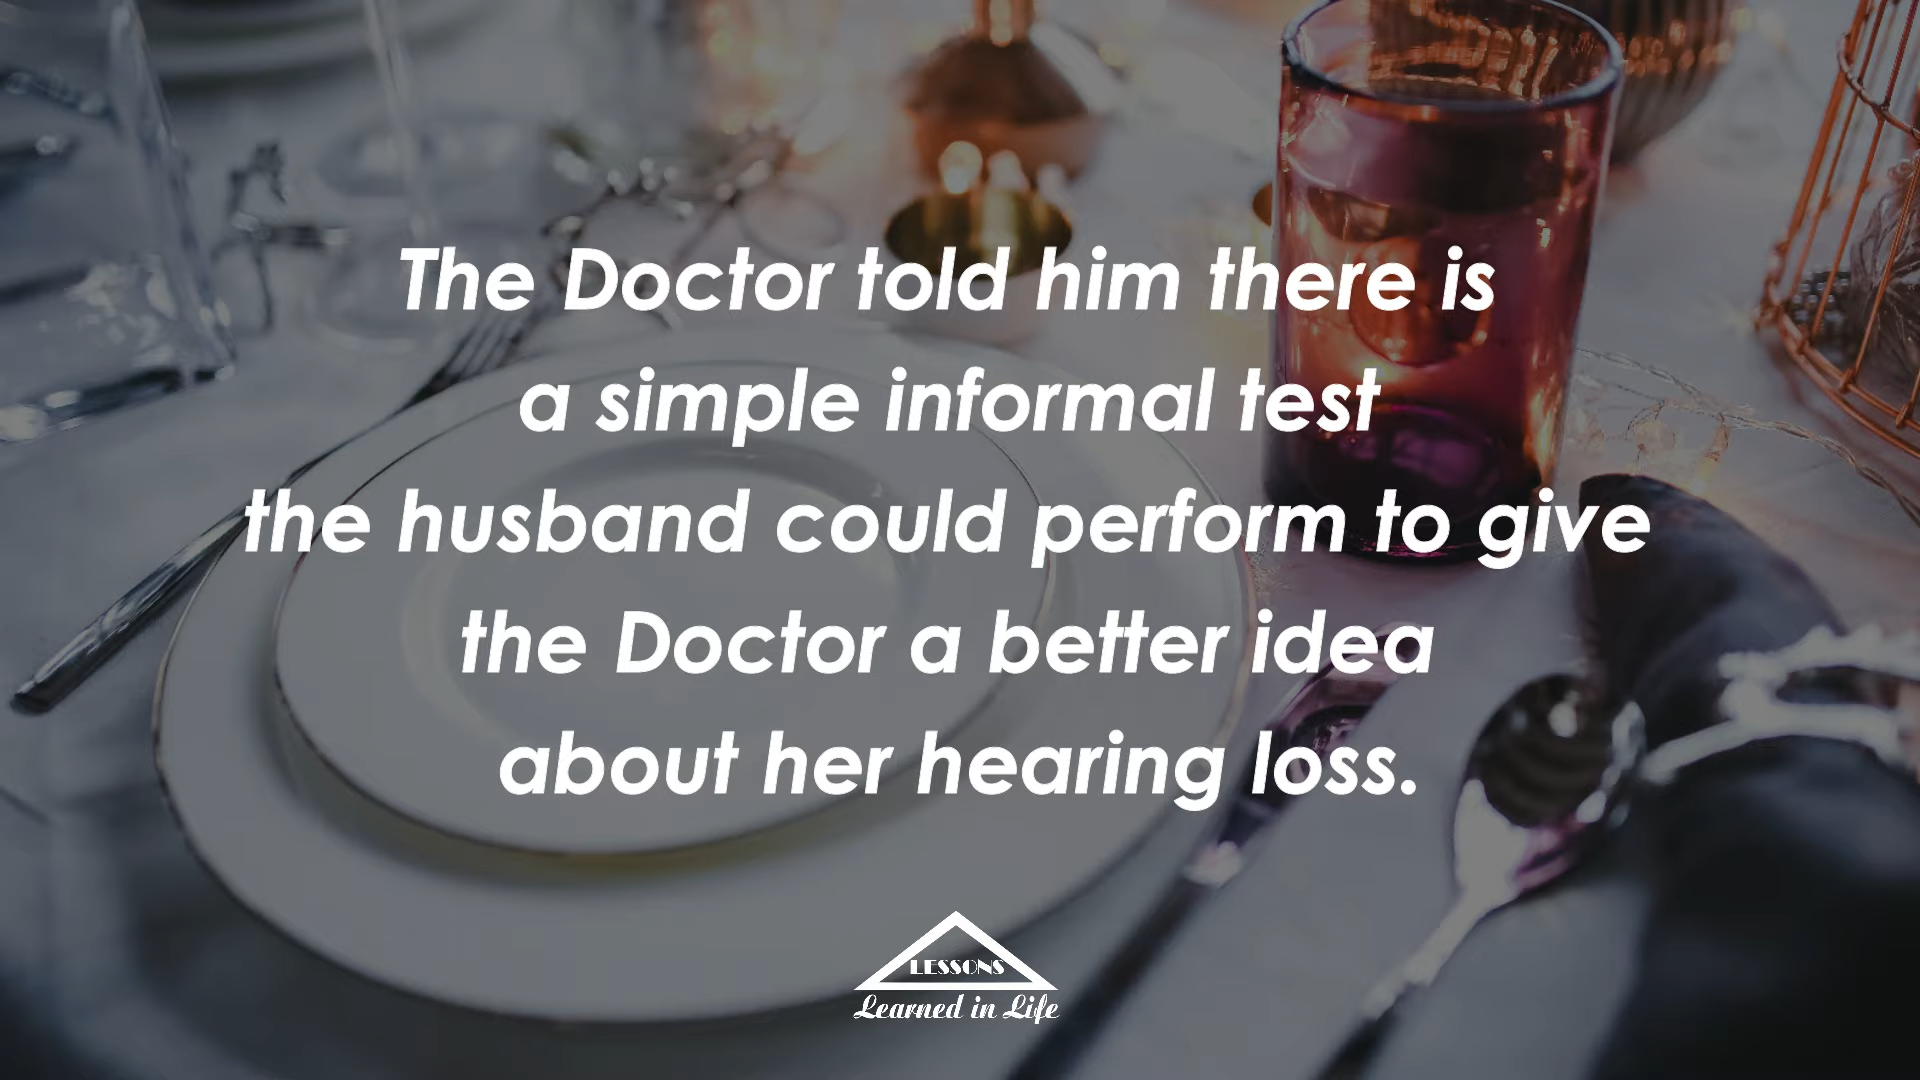 The Doctor told him there is
a simple informal test
the husband could perform to give
the Doctor a better idea
about her hearing loss.
LESSONS
Learned in Life